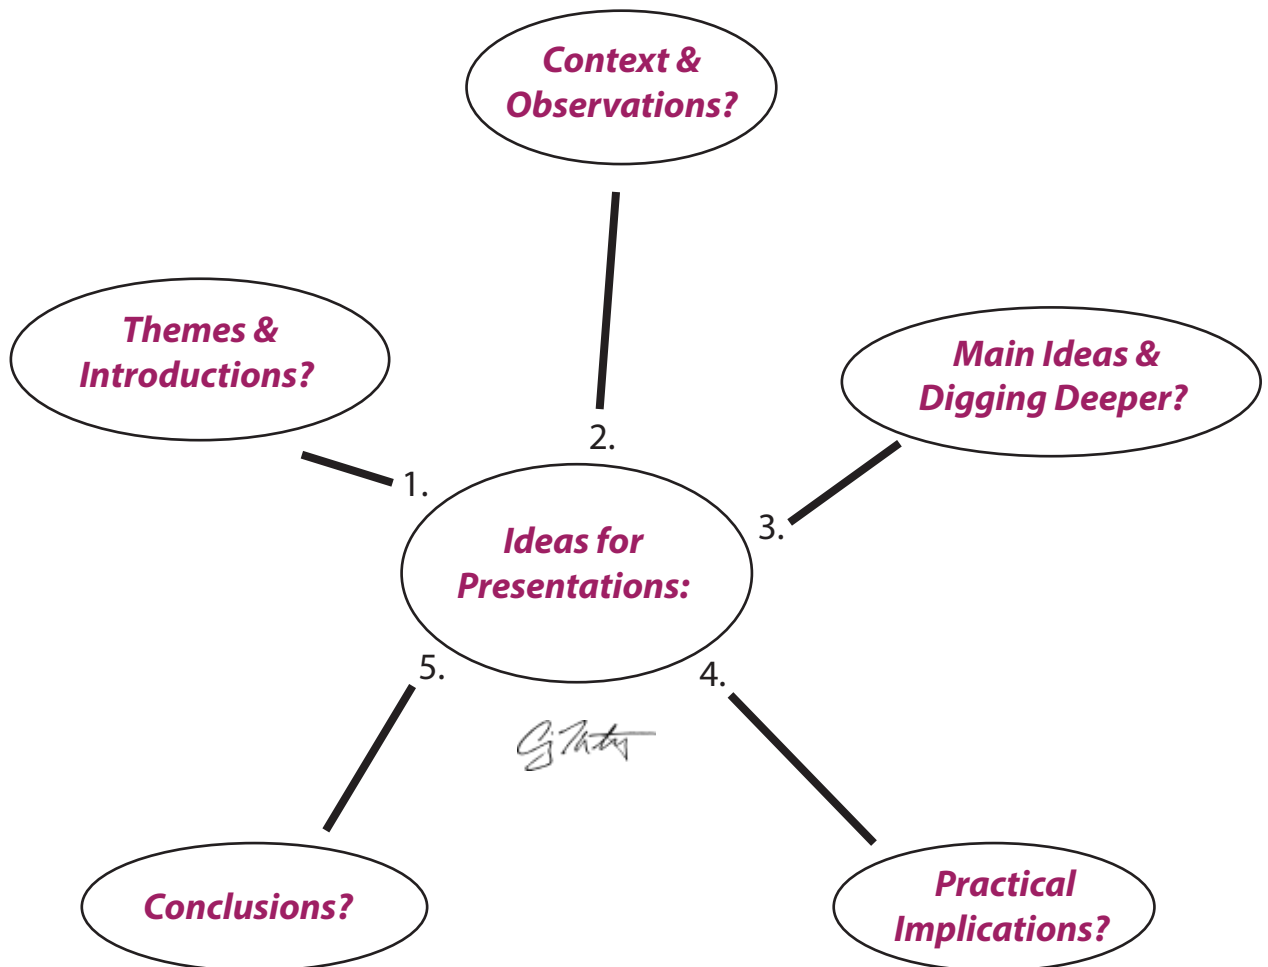 Context &
Observations?
Themes &
Introductions?
Main Ideas &
Digging Deeper?
2.
1.
3.
Ideas for
Presentations:
5.
4.
Conclusions?
Practical
Implications?